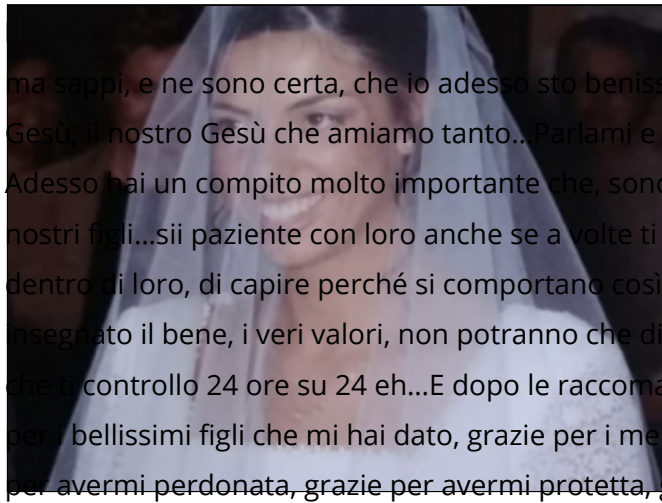 ma sappi, e ne sono certa, che io adesso sto beniss
Gesù, il nostro Gesù che amiamo tanto...Parlami e
Adesso hai un compito molto importante che, sono
nostri figli...sii paziente con loro anche se a volte ti
dentro di loro, di capire perché si comportano così
insegnato il bene, i veri valori, non potranno che di
che ti controllo 24 ore su 24 eh...E dopo le raccoma
per i bellissimi figli che mi hai dato, grazie per i me
per avermi perdonata, grazie per avermi protetta,